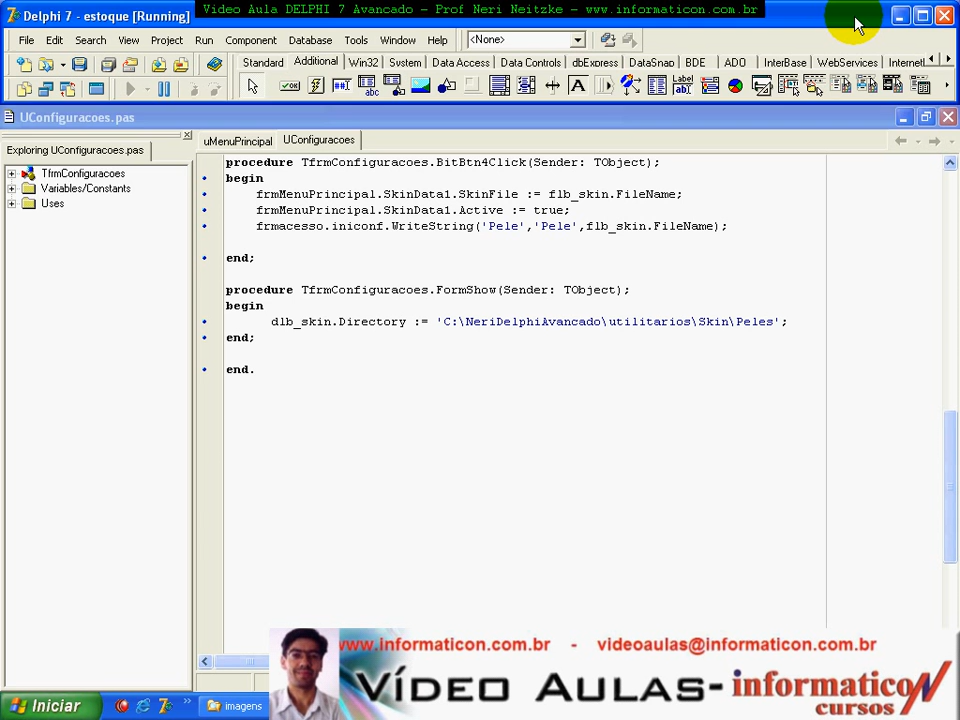 Delphi 7 - estoque [Running]
Video Aula DELPHI 7 Avancado - Prof Neri Neitzke - www.informaticon.com.br
File Edit Search View Project Run Component Database Tools Window Help
<None>
Standard Additional Win32 System Data Access Data Controls dbExpress DataSnap BDE ADO InterBase WebServices Internet
UConfiguracoes.pas
Exploring UConfiguracoes.pas
uMenuPrincipal UConfiguracoes
TfrmConfiguracoes
Variables/Constants
Uses
procedure TfrmConfiguracoes.BitBtn4Click(Sender: TObject);
begin
frmMenuPrincipal.SkinData1.SkinFile := flb_skin.FileName;
frmMenuPrincipal.SkinData1.Active := true;
frmacesso.iniconf.WriteString('Pele','Pele',flb_skin.FileName);
end;
procedure TfrmConfiguracoes.FormShow(Sender: TObject);
begin
dlb_skin.Directory := 'C:\NeriDelphiAvancado\utilitarios\Skin\Peles';
end;
end.
www.informaticon.com.br - videoaulas@informaticon.com.br
VÍDEO AULAS- informaticon
cursos
Iniciar
imagens